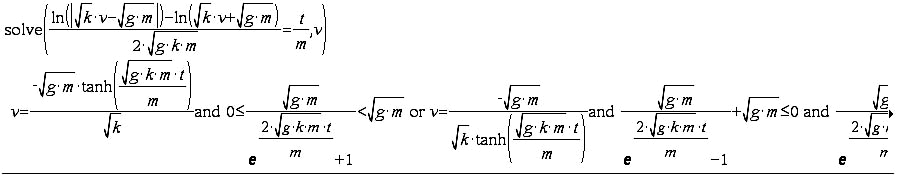 solve((ln(|√k·v−√(g·m)|)−ln(√k·v+√(g·m)))/(2·√(g·k·m))=t/m,v)
v=(-√(g·m)·tanh((√(g·k·m)·t)/m))/√k and 0≤√(g·m)/(e^((2·√(g·k·m)·t)/m)+1)<√(g·m) or v=(-√(g·m))/(√k·tanh((√(g·k·m)·t)/m)) and √(g·m)/(e^((2·√(g·k·m)·t)/m)−1)+√(g·m)≤0 and